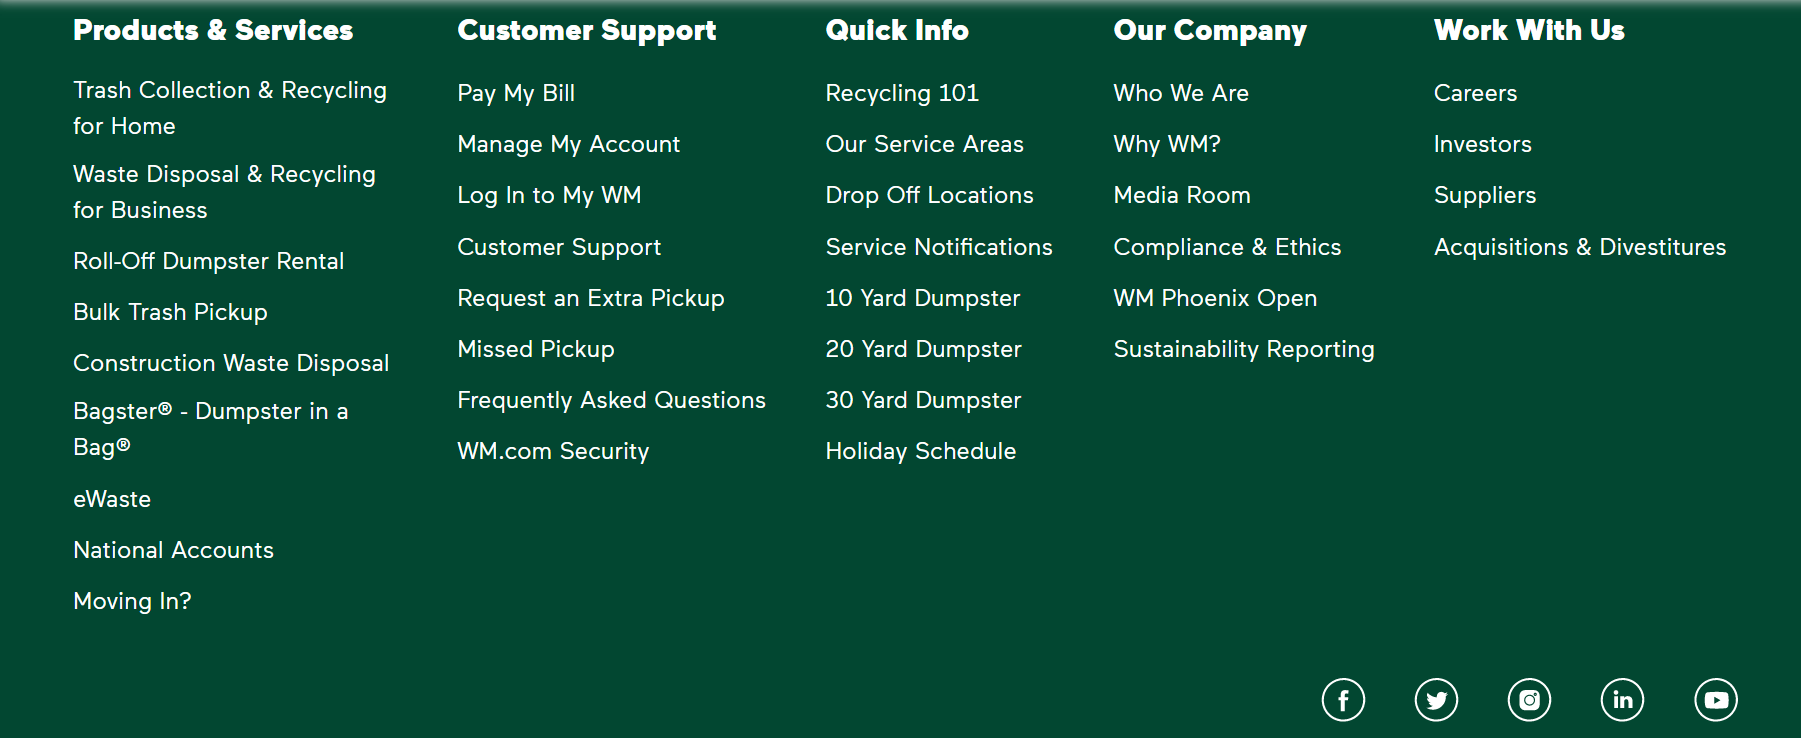 Products & Services
Trash Collection & Recycling
for Home
Waste Disposal & Recycling
for Business
Roll-Off Dumpster Rental
Bulk Trash Pickup
Construction Waste Disposal
Bagster® - Dumpster in a
Bag®
eWaste
National Accounts
Moving In?
Customer Support
Pay My Bill
Manage My Account
Log In to My WM
Customer Support
Request an Extra Pickup
Missed Pickup
Frequently Asked Questions
WM.com Security
Quick Info
Recycling 101
Our Service Areas
Drop Off Locations
Service Notifications
10 Yard Dumpster
20 Yard Dumpster
30 Yard Dumpster
Holiday Schedule
Our Company
Who We Are
Why WM?
Media Room
Compliance & Ethics
WM Phoenix Open
Sustainability Reporting
Work With Us
Careers
Investors
Suppliers
Acquisitions & Divestitures